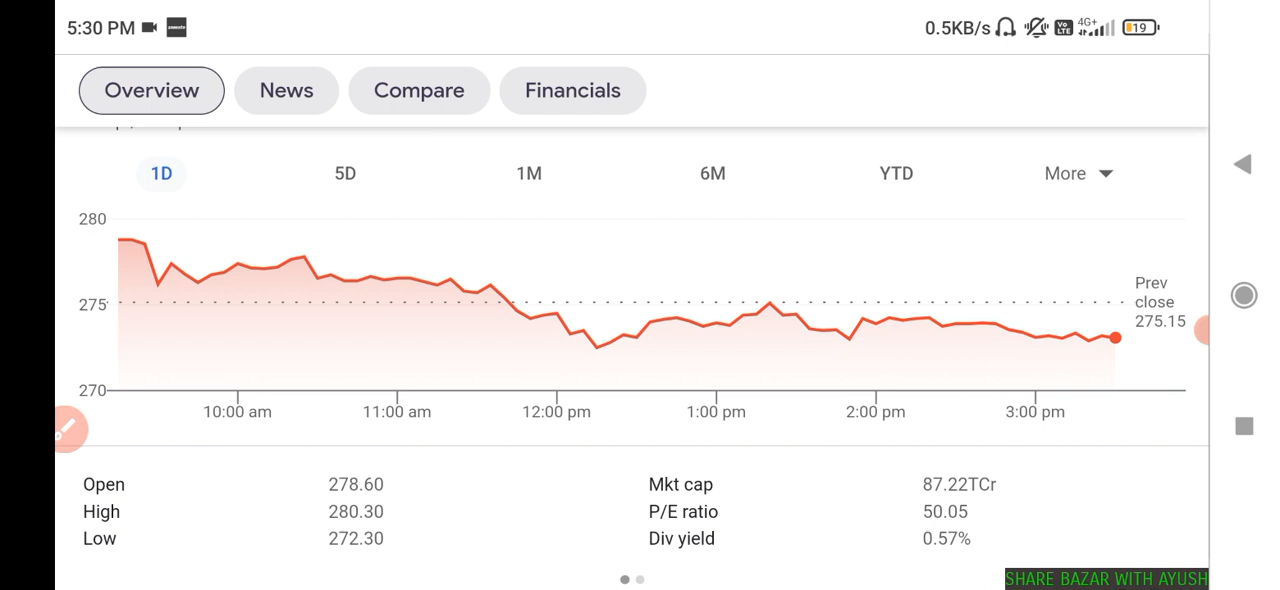 5:30 PM
0.5KB/s
4G+
Vo LTE
19
Overview News Compare Financials
1D 5D 1M 6M YTD More
280
275
270
Prev
close
275.15
10:00 am 11:00 am 12:00 pm 1:00 pm 2:00 pm 3:00 pm
Open 278.60 Mkt cap 87.22TCr
High 280.30 P/E ratio 50.05
Low 272.30 Div yield 0.57%
SHARE BAZAR WITH AYUSH